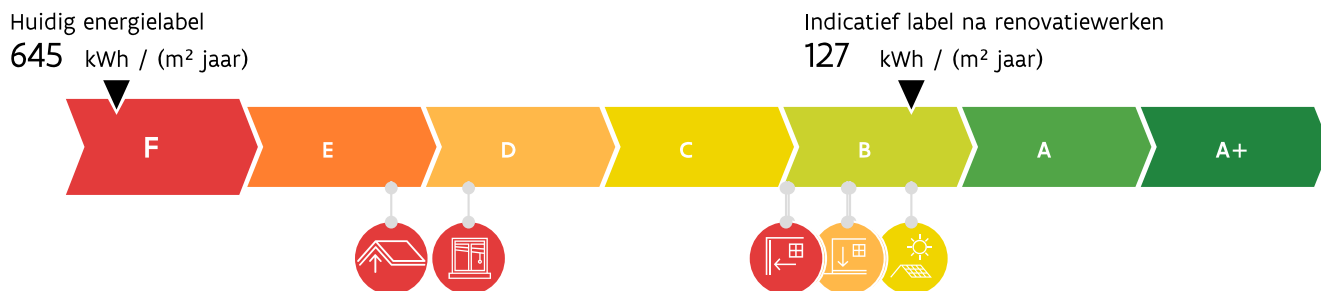 Huidig energielabel
645 kWh / (m² jaar)
Indicatief label na renovatiewerken
127 kWh / (m² jaar)
F E D C B A A+